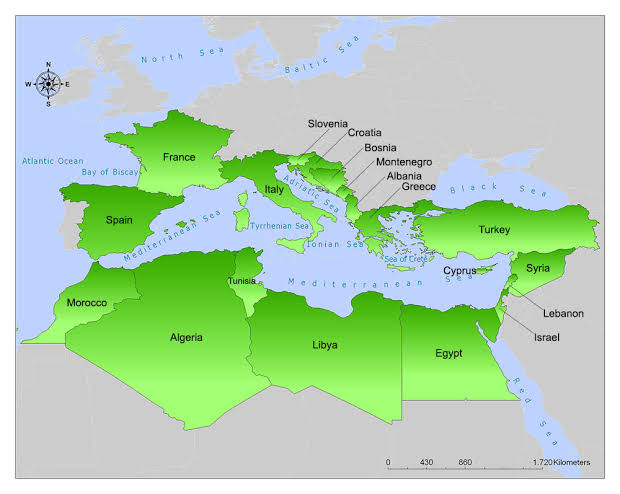 North Sea
Baltic Sea
N
W E
S
Slovenia
Croatia
Bosnia
Montenegro
Albania
Greece
France
Atlantic Ocean
Bay of Biscay
Italy
Adriatic Sea
Black Sea
Spain
Mediterranean Sea
Tyrrhenian Sea
Ionian Sea
Turkey
Sea of Crete
Cyprus
Syria
Mediterranean Sea
Tunisia
Morocco
Lebanon
Algeria
Libya
Egypt
Israel
Red Sea
0 430 860 1.720 Kilometers